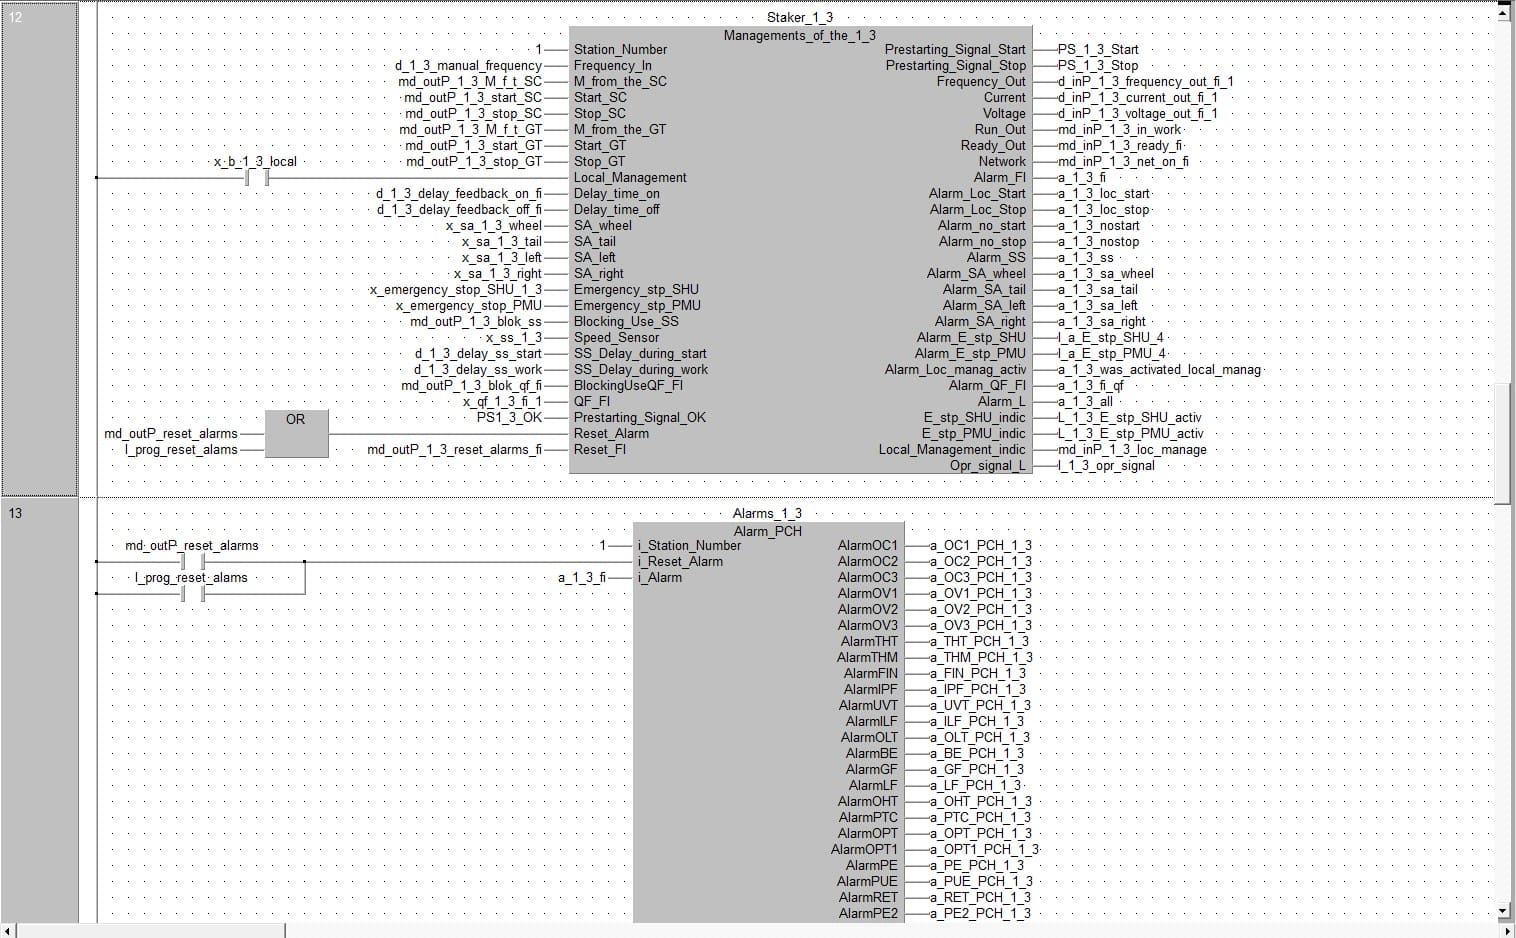 12
Staker_1_3
Managements_of_the_1_3
1 Station_Number Prestarting_Signal_Start PS_1_3_Start
d_1_3_manual_frequency Frequency_In Prestarting_Signal_Stop PS_1_3_Stop
md_outP_1_3_M_f_t_SC M_from_the_SC Frequency_Out d_inP_1_3_frequency_out_fi_1
md_outP_1_3_start_SC Start_SC Current d_inP_1_3_current_out_fi_1
md_outP_1_3_stop_SC Stop_SC Voltage d_inP_1_3_voltage_out_fi_1
md_outP_1_3_M_f_t_GT M_from_the_GT Run_Out md_inP_1_3_in_work
md_outP_1_3_start_GT Start_GT Ready_Out md_inP_1_3_ready_fi
x_b_1_3_local md_outP_1_3_stop_GT Stop_GT Network md_inP_1_3_net_on_fi
Local_Management Alarm_FI a_1_3_fi
d_1_3_delay_feedback_on_fi Delay_time_on Alarm_Loc_Start a_1_3_loc_start
d_1_3_delay_feedback_off_fi Delay_time_off Alarm_Loc_Stop a_1_3_loc_stop
x_sa_1_3_wheel SA_wheel Alarm_no_start a_1_3_nostart
x_sa_1_3_tail SA_tail Alarm_no_stop a_1_3_nostop
x_sa_1_3_left SA_left Alarm_SS a_1_3_ss
x_sa_1_3_right SA_right Alarm_SA_wheel a_1_3_sa_wheel
x_emergency_stop_SHU_1_3 Emergency_stp_SHU Alarm_SA_tail a_1_3_sa_tail
x_emergency_stop_PMU Emergency_stp_PMU Alarm_SA_left a_1_3_sa_left
md_outP_1_3_blok_ss Blocking_Use_SS Alarm_SA_right a_1_3_sa_right
x_ss_1_3 Speed_Sensor Alarm_E_stp_SHU l_a_E_stp_SHU_4
d_1_3_delay_ss_start SS_Delay_during_start Alarm_E_stp_PMU l_a_E_stp_PMU_4
d_1_3_delay_ss_work SS_Delay_during_work Alarm_Loc_manag_activ a_1_3_was_activated_local_manag
md_outP_1_3_blok_qf_fi BlockingUseQF_FI Alarm_QF_FI a_1_3_fi_qf
x_qf_1_3_fi_1 QF_FI Alarm_L a_1_3_all
OR PS1_3_OK Prestarting_Signal_OK E_stp_SHU_indic L_1_3_E_stp_SHU_activ
md_outP_reset_alarms Reset_Alarm E_stp_PMU_indic L_1_3_E_stp_PMU_activ
l_prog_reset_alams md_outP_1_3_reset_alarms_fi Reset_FI Local_Management_indic md_inP_1_3_loc_manage
Opr_signal_L l_1_3_opr_signal
13
Alarms_1_3
Alarm_PCH
md_outP_reset_alarms 1 i_Station_Number AlarmOC1 a_OC1_PCH_1_3
i_Reset_Alarm AlarmOC2 a_OC2_PCH_1_3
l_prog_reset_alams a_1_3_fi i_Alarm AlarmOC3 a_OC3_PCH_1_3
AlarmOV1 a_OV1_PCH_1_3
AlarmOV2 a_OV2_PCH_1_3
AlarmOV3 a_OV3_PCH_1_3
AlarmTHT a_THT_PCH_1_3
AlarmTHM a_THM_PCH_1_3
AlarmFIN a_FIN_PCH_1_3
AlarmIPF a_IPF_PCH_1_3
AlarmUVT a_UVT_PCH_1_3
AlarmILF a_ILF_PCH_1_3
AlarmOLT a_OLT_PCH_1_3
AlarmBE a_BE_PCH_1_3
AlarmGF a_GF_PCH_1_3
AlarmLF a_LF_PCH_1_3
AlarmOHT a_OHT_PCH_1_3
AlarmPTC a_PTC_PCH_1_3
AlarmOPT a_OPT_PCH_1_3
AlarmOPT1 a_OPT1_PCH_1_3
AlarmPE a_PE_PCH_1_3
AlarmPUE a_PUE_PCH_1_3
AlarmRET a_RET_PCH_1_3
AlarmPE2 a_PE2_PCH_1_3